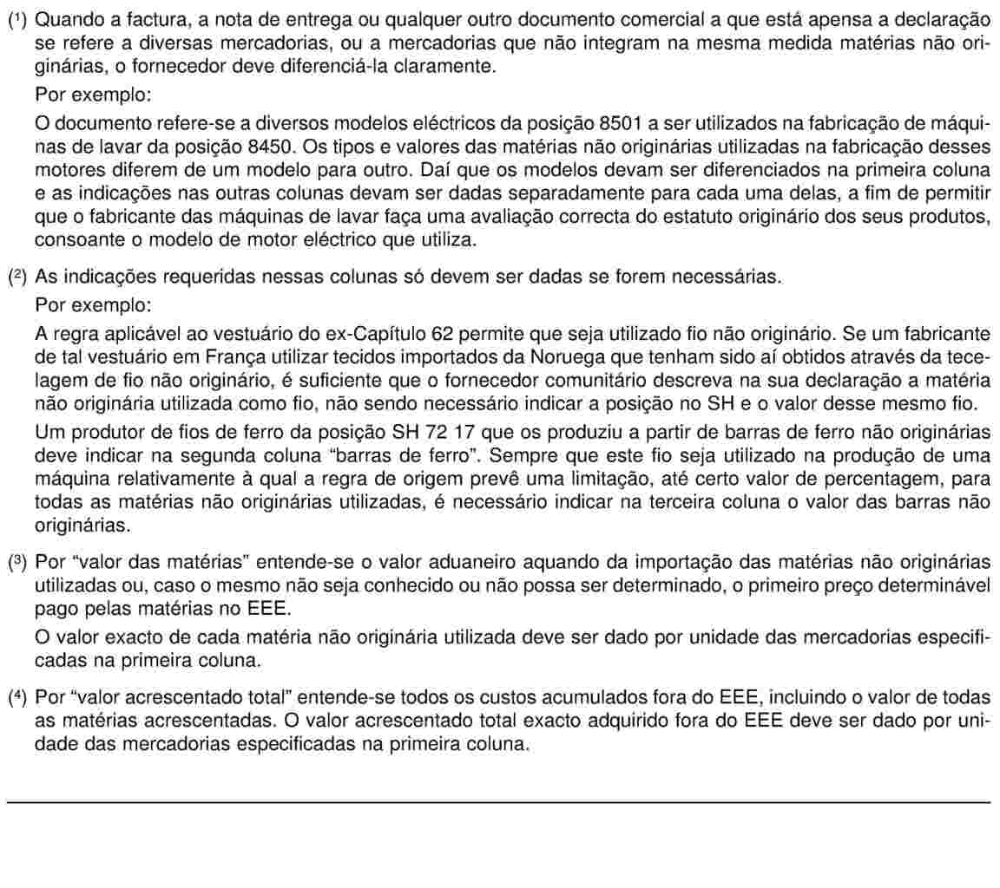 (¹) Quando a factura, a nota de entrega ou qualquer outro documento comercial a que está apensa a declaração
se refere a diversas mercadorias, ou a mercadorias que não integram na mesma medida matérias não ori-
ginárias, o fornecedor deve diferenciá-la claramente.
Por exemplo:
O documento refere-se a diversos modelos eléctricos da posição 8501 a ser utilizados na fabricação de máqui-
nas de lavar da posição 8450. Os tipos e valores das matérias não originárias utilizadas na fabricação desses
motores diferem de um modelo para outro. Daí que os modelos devam ser diferenciados na primeira coluna
e as indicações nas outras colunas devam ser dadas separadamente para cada uma delas, a fim de permitir
que o fabricante das máquinas de lavar faça uma avaliação correcta do estatuto originário dos seus produtos,
consoante o modelo de motor eléctrico que utiliza.
(²) As indicações requeridas nessas colunas só devem ser dadas se forem necessárias.
Por exemplo:
A regra aplicável ao vestuário do ex-Capítulo 62 permite que seja utilizado fio não originário. Se um fabricante
de tal vestuário em França utilizar tecidos importados da Noruega que tenham sido aí obtidos através da tece-
lagem de fio não originário, é suficiente que o fornecedor comunitário descreva na sua declaração a matéria
não originária utilizada como fio, não sendo necessário indicar a posição no SH e o valor desse mesmo fio.
Um produtor de fios de ferro da posição SH 72 17 que os produziu a partir de barras de ferro não originárias
deve indicar na segunda coluna “barras de ferro”. Sempre que este fio seja utilizado na produção de uma
máquina relativamente à qual a regra de origem prevê uma limitação, até certo valor de percentagem, para
todas as matérias não originárias utilizadas, é necessário indicar na terceira coluna o valor das barras não
originárias.
(³) Por “valor das matérias” entende-se o valor aduaneiro aquando da importação das matérias não originárias
utilizadas ou, caso o mesmo não seja conhecido ou não possa ser determinado, o primeiro preço determinável
pago pelas matérias no EEE.
O valor exacto de cada matéria não originária utilizada deve ser dado por unidade das mercadorias especifi-
cadas na primeira coluna.
(⁴) Por “valor acrescentado total” entende-se todos os custos acumulados fora do EEE, incluindo o valor de todas
as matérias acrescentadas. O valor acrescentado total exacto adquirido fora do EEE deve ser dado por uni-
dade das mercadorias especificadas na primeira coluna.